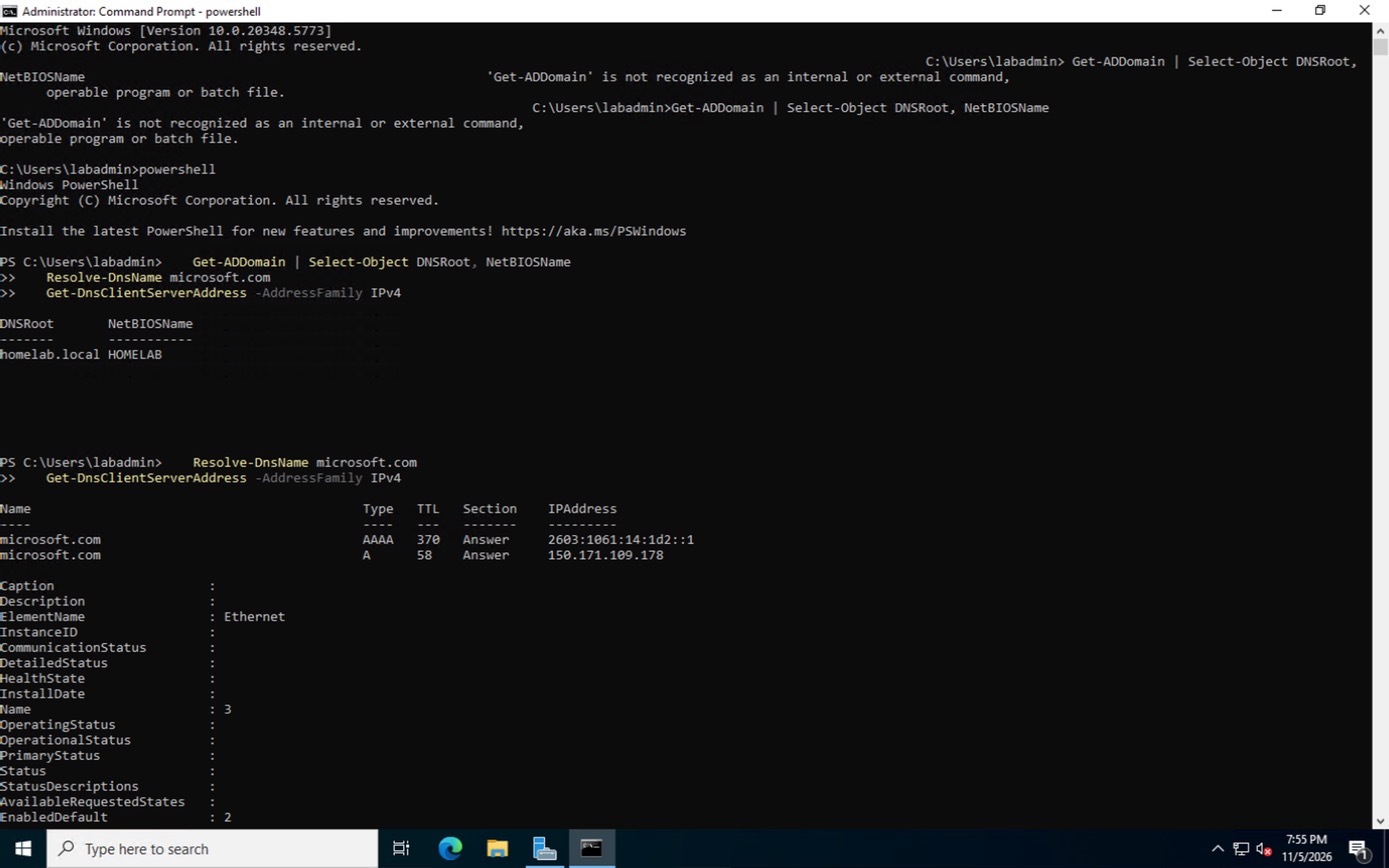 Administrator: Command Prompt - powershell
Microsoft Windows [Version 10.0.20348.5773]
(c) Microsoft Corporation. All rights reserved.
C:\Users\labadmin> Get-ADDomain | Select-Object DNSRoot,
NetBIOSName 'Get-ADDomain' is not recognized as an internal or external command,
operable program or batch file.
C:\Users\labadmin>Get-ADDomain | Select-Object DNSRoot, NetBIOSName
'Get-ADDomain' is not recognized as an internal or external command,
operable program or batch file.
C:\Users\labadmin>powershell
Windows PowerShell
Copyright (C) Microsoft Corporation. All rights reserved.
Install the latest PowerShell for new features and improvements! https://aka.ms/PSWindows
PS C:\Users\labadmin>    Get-ADDomain | Select-Object DNSRoot, NetBIOSName
>>    Resolve-DnsName microsoft.com
>>    Get-DnsClientServerAddress -AddressFamily IPv4
DNSRoot       NetBIOSName
-------       -----------
homelab.local HOMELAB
PS C:\Users\labadmin>    Resolve-DnsName microsoft.com
>>    Get-DnsClientServerAddress -AddressFamily IPv4
Name                                           Type   TTL   Section    IPAddress
----                                           ----   ---   -------    ---------
microsoft.com                                  AAAA   370   Answer     2603:1061:14:1d2::1
microsoft.com                                  A      58    Answer     150.171.109.178
Caption                    :
Description                :
ElementName                : Ethernet
InstanceID                 :
CommunicationStatus        :
DetailedStatus             :
HealthState                :
InstallDate                :
Name                       : 3
OperatingStatus            :
OperationalStatus          :
PrimaryStatus              :
Status                     :
StatusDescriptions         :
AvailableRequestedStates   :
EnabledDefault             : 2
Type here to search
7:55 PM
11/5/2026
1